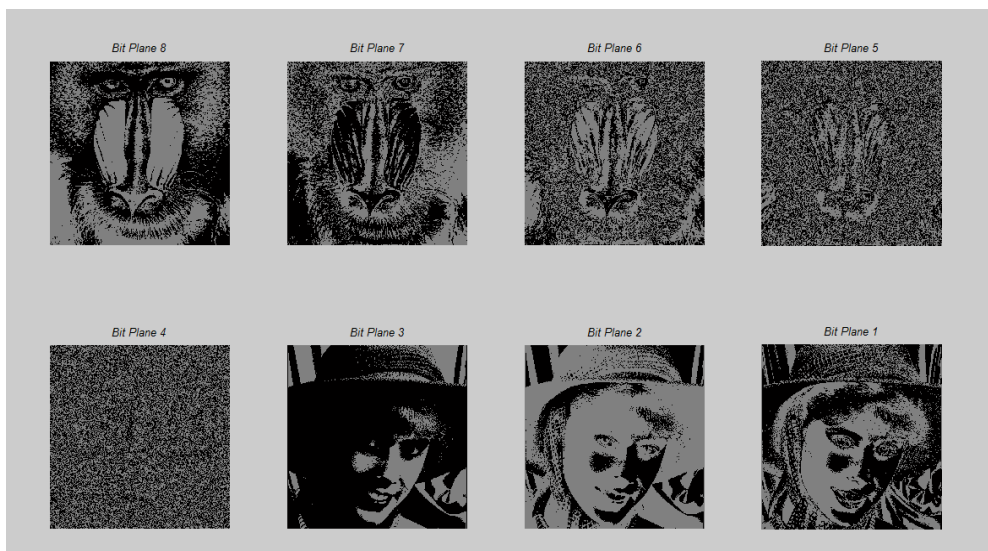 Bit Plane 8
Bit Plane 7
Bit Plane 6
Bit Plane 5
Bit Plane 4
Bit Plane 3
Bit Plane 2
Bit Plane 1